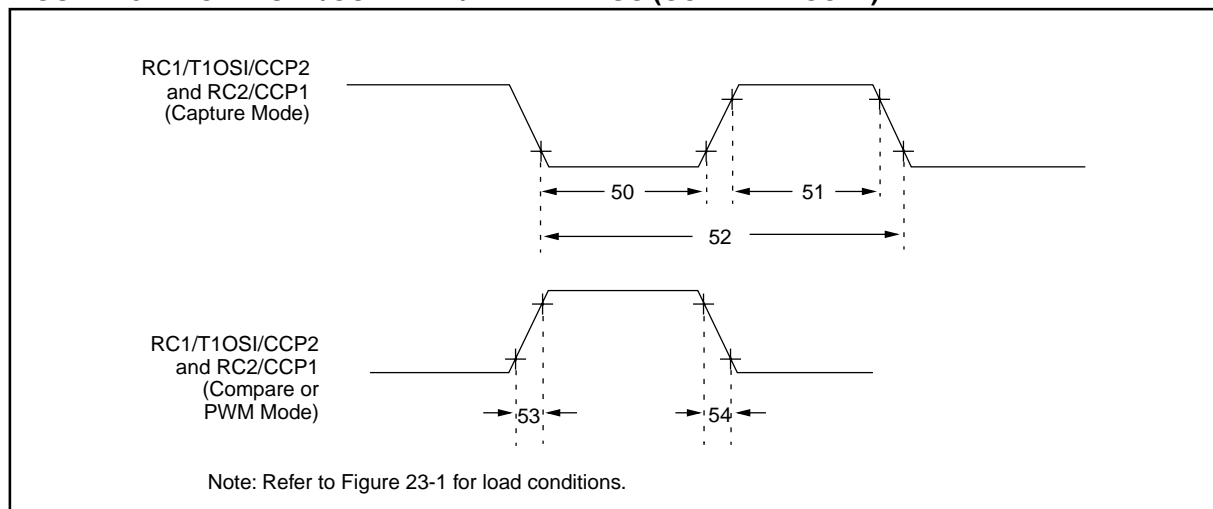 RC1/T1OSI/CCP2
and RC2/CCP1
(Capture Mode)
50
51
52
RC1/T1OSI/CCP2
and RC2/CCP1
(Compare or
PWM Mode)
53
54
Note: Refer to Figure 23-1 for load conditions.